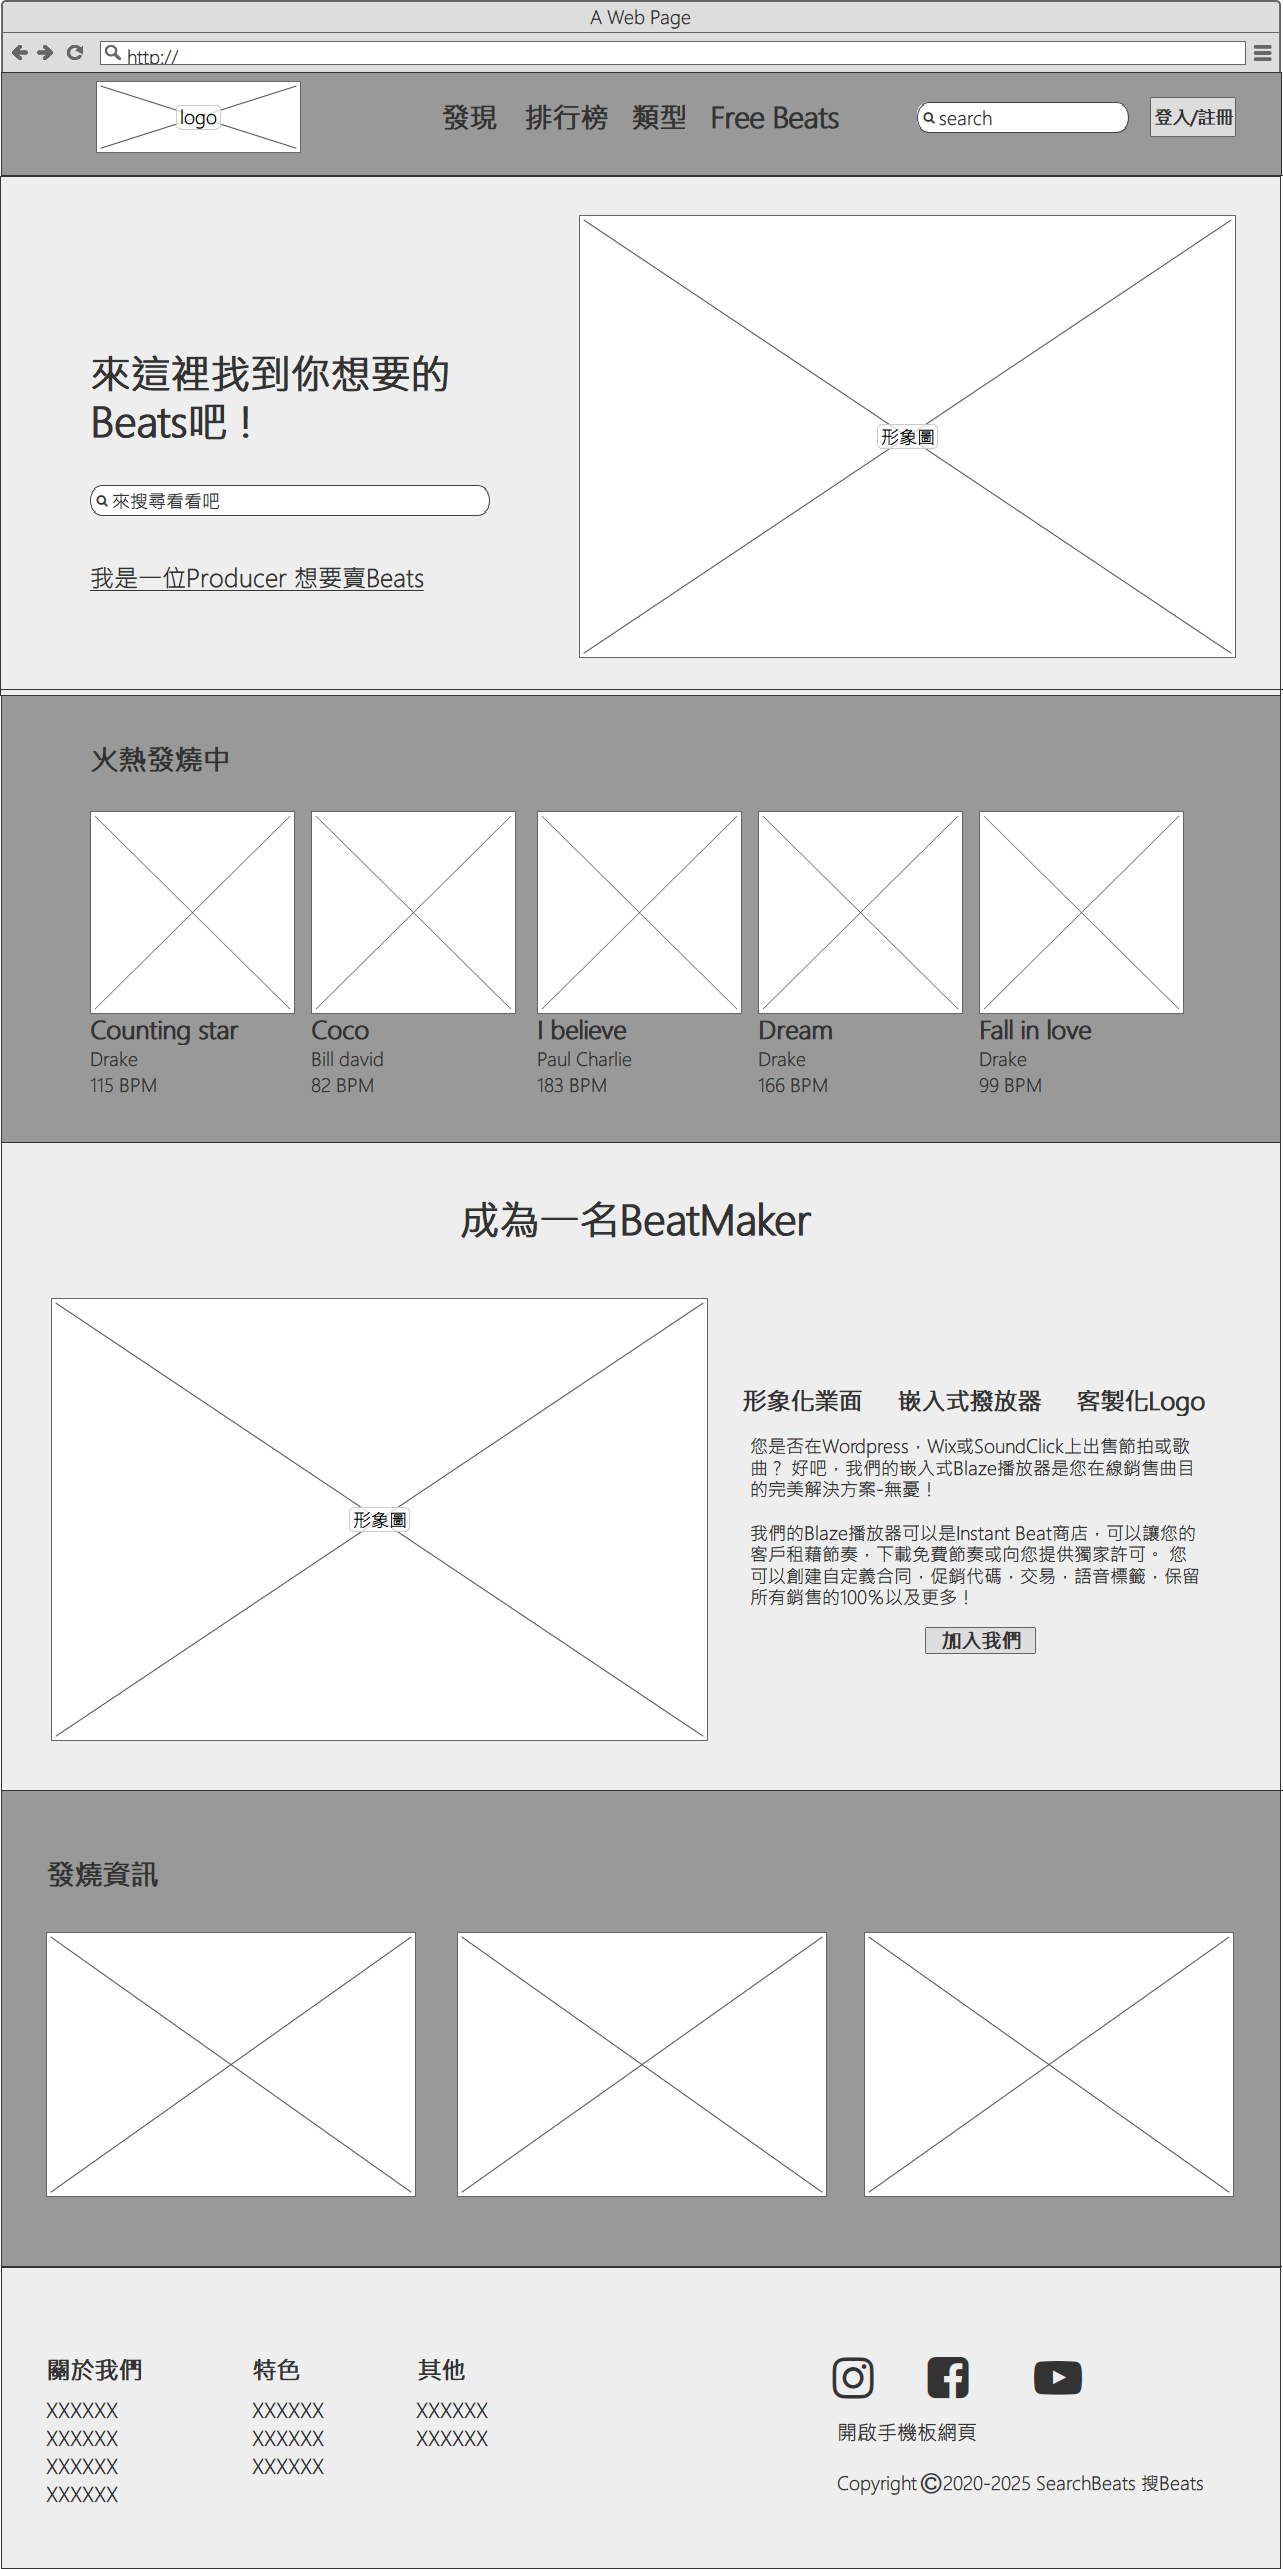 A Web Page
http://
logo
發現 排行榜 類型 Free Beats
search
登入/註冊
來這裡找到你想要的
Beats吧！
來搜尋看看吧
我是一位Producer 想要賣Beats
形象圖
火熱發燒中
Counting star
Drake
115 BPM
Coco
Bill david
82 BPM
I believe
Paul Charlie
183 BPM
Dream
Drake
166 BPM
Fall in love
Drake
99 BPM
成為一名BeatMaker
形象圖
形象化業面 嵌入式撥放器 客製化Logo
您是否在Wordpress，Wix或SoundClick上出售節拍或歌
曲？ 好吧，我們的嵌入式Blaze播放器是您在線銷售曲目
的完美解決方案-無憂！
我們的Blaze播放器可以是Instant Beat商店，可以讓您的
客戶租藉節奏，下載免費節奏或向您提供獨家許可。 您
可以創建自定義合同，促銷代碼，交易，語音標籤，保留
所有銷售的100％以及更多！
加入我們
發燒資訊
關於我們
XXXXXX
XXXXXX
XXXXXX
XXXXXX
特色
XXXXXX
XXXXXX
XXXXXX
其他
XXXXXX
XXXXXX
開啟手機板網頁
Copyright©2020-2025 SearchBeats 搜Beats